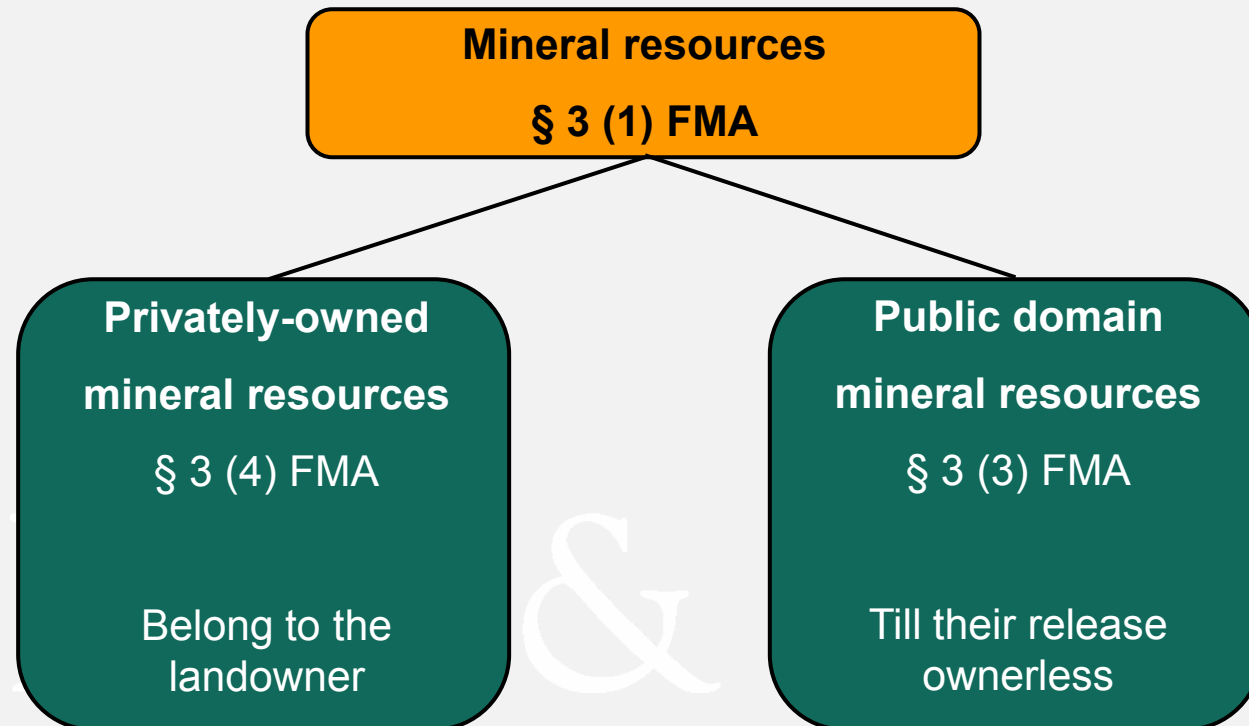 Mineral resources
§ 3 (1) FMA
Privately-owned
mineral resources
§ 3 (4) FMA
Belong to the
landowner
Public domain
mineral resources
§ 3 (3) FMA
Till their release
ownerless
&